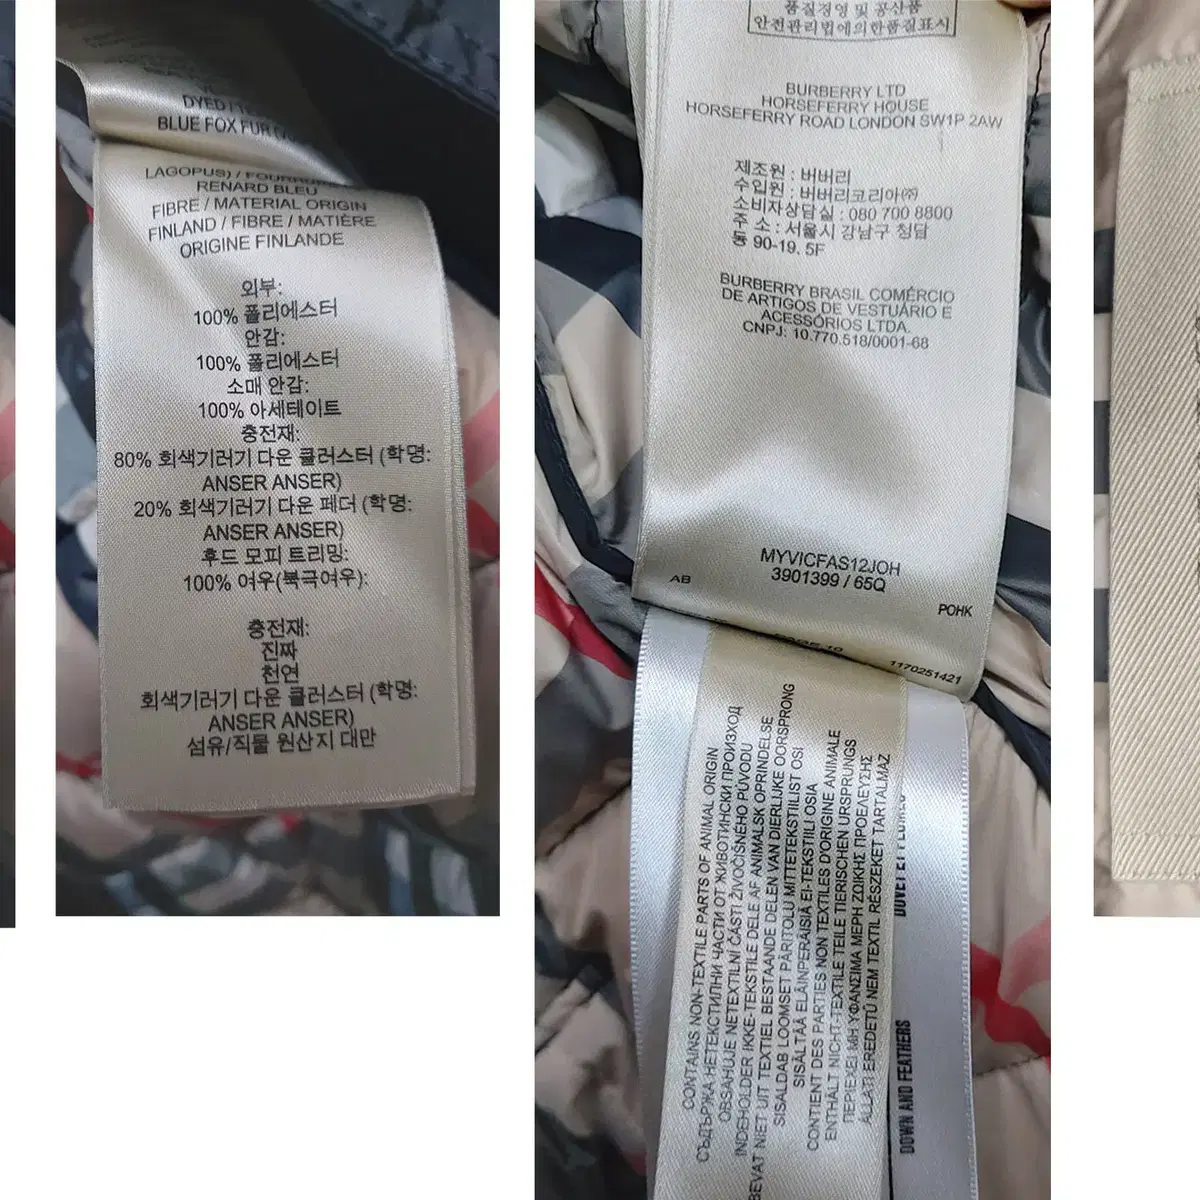 DYED / 
BLUE FOX FUR
LAGOPUS) /
RENARD BLEU
FIBRE / MATERIAL ORIGIN
FINLAND / FIBRE / MATIÈRE
ORIGINE FINLANDE
외부:
100% 폴리에스터
안감:
100% 폴리에스터
소매 안감:
100% 아세테이트
충전재:
80% 회색기러기 다운 클러스터 (학명:
ANSER ANSER)
20% 회색기러기 다운 페더 (학명:
ANSER ANSER)
후드 모피 트리밍:
100% 여우(북극여우):
충전재:
진짜
천연
회색기러기 다운 클러스터 (학명:
ANSER ANSER)
섬유/직물 원산지 대만
품질경영 및 공산품
안전관리법에의한품질표시
BURBERRY LTD
HORSEFERRY HOUSE
HORSEFERRY ROAD LONDON SW1P 2AW
제조원 : 버버리
수입원 : 버버리코리아㈜
소비자상담실 : 080 700 8800
주 소 : 서울시 강남구 청담
동 90-19. 5F
BURBERRY BRASIL COMÉRCIO
DE ARTIGOS DE VESTUÁRIO E
ACESSÓRIOS LTDA.
CNPJ: 10.770.518/0001-68
MYVICFAS12JOH
3901399 / 65Q
AB
POHK
1170251421
CONTAINS NON-TEXTILE PARTS OF ANIMAL ORIGIN
СЪДЪРЖА НЕТЕКСТИЛНИ ЧАСТИ ОТ ЖИВОТИНСКИ ПРОИЗХОД
OBSAHUJE NETEXTILNÍ ČÁSTI ŽIVOČIŠNÉHO PŮVODU
INDEHOLDER IKKE-TEKSTILE DELE AF ANIMALSK OPRINDELSE
BEVAT NIET UIT TEXTIEL BESTAANDE DELEN VAN DIERLIJKE OORSPRONG
SISALDAB LOOMSET PÄRITOLU MITTETEKSTIILIST OSI
SISÄLTÄÄ ELÄINPERÄISIÄ EI-TEKSTIILI OSIA
CONTIENT DES PARTIES NON TEXTILES D'ORIGINE ANIMALE
ENTHÄLT NICHT-TEXTILE TEILE TIERISCHEN URSPRUNGS
ΠΕΡΙΕΧΕΙ ΜΗ ΥΦΑΝΣΙΜΑ ΜΕΡΗ ΖΩΙΚΗΣ ΠΡΟΕΛΕΥΣΗΣ
ÁLLATI EREDETŰ NEM TEXTIL RÉSZEKET TARTALMAZ
DOWN AND FEATHERS